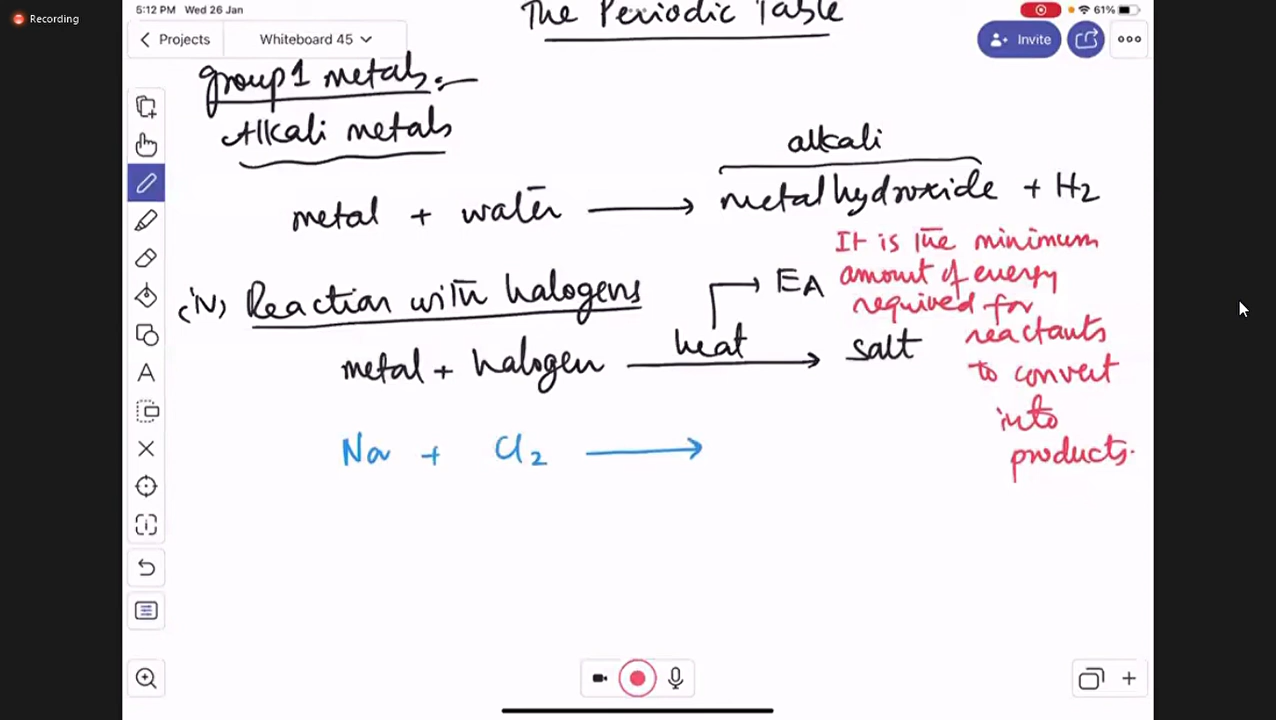 Recording
5:12 PM Wed 26 Jan
61%
Projects
Whiteboard 45
Invite
The Periodic Table
group 1 metals:-
Alkali metals
alkali
metal + water → metalhydroxide + H2
(iv) Reaction with halogens
EA
It is the minimum
amount of energy
required for
reactants
to convert
into
products.
heat
metal + halogen → salt
Na + Cl2 →